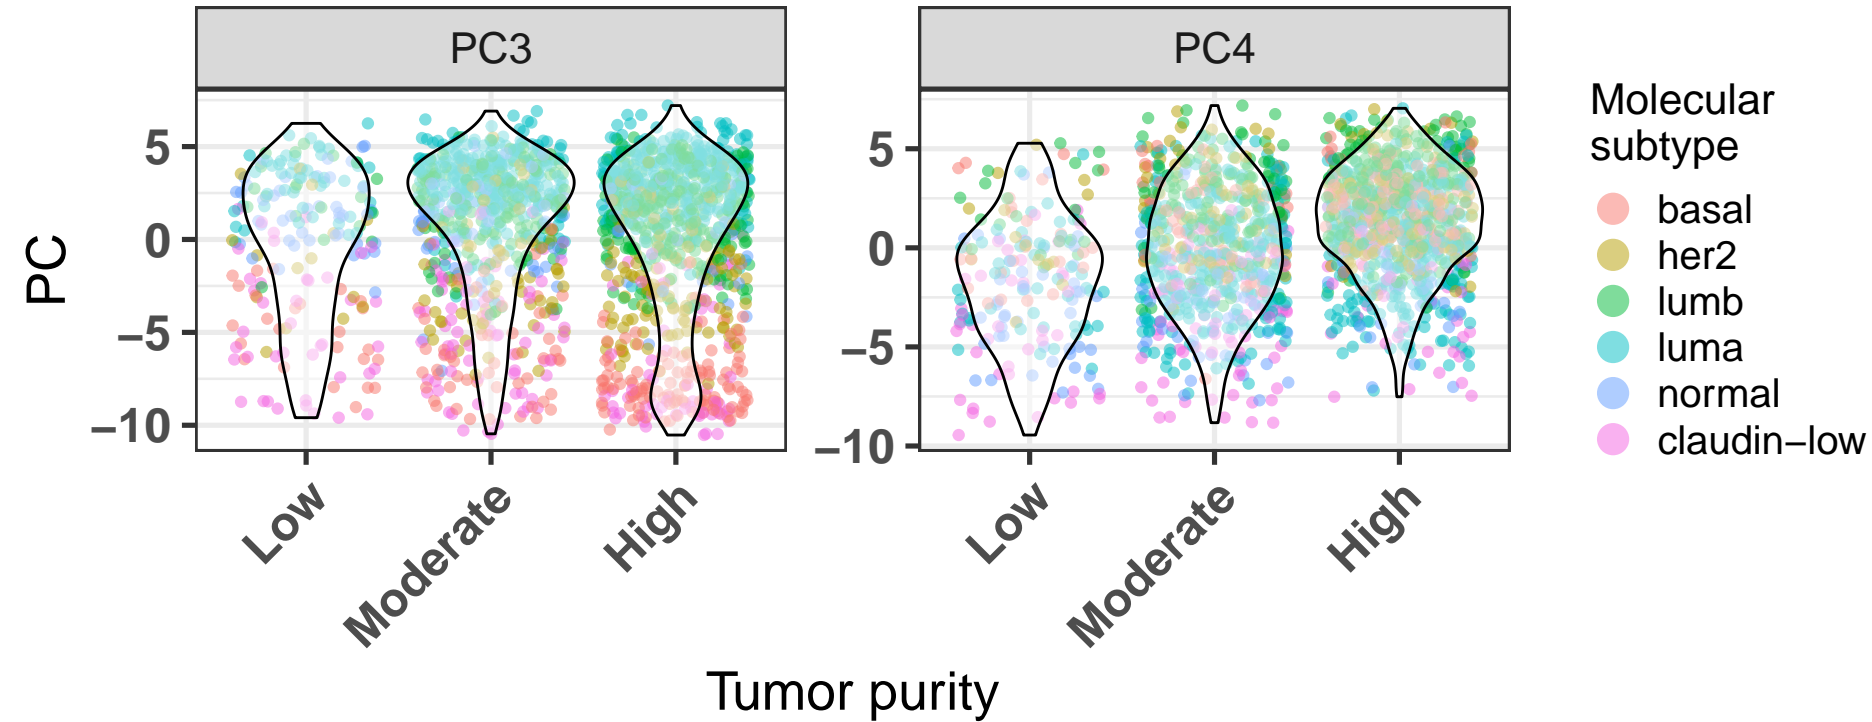 PC3
PC4
5
0
−5
−10
5
0
−5
−10
PC
Low
Moderate
High
Low
Moderate
High
Tumor purity
Molecular
subtype
basal
her2
lumb
luma
normal
claudin−low